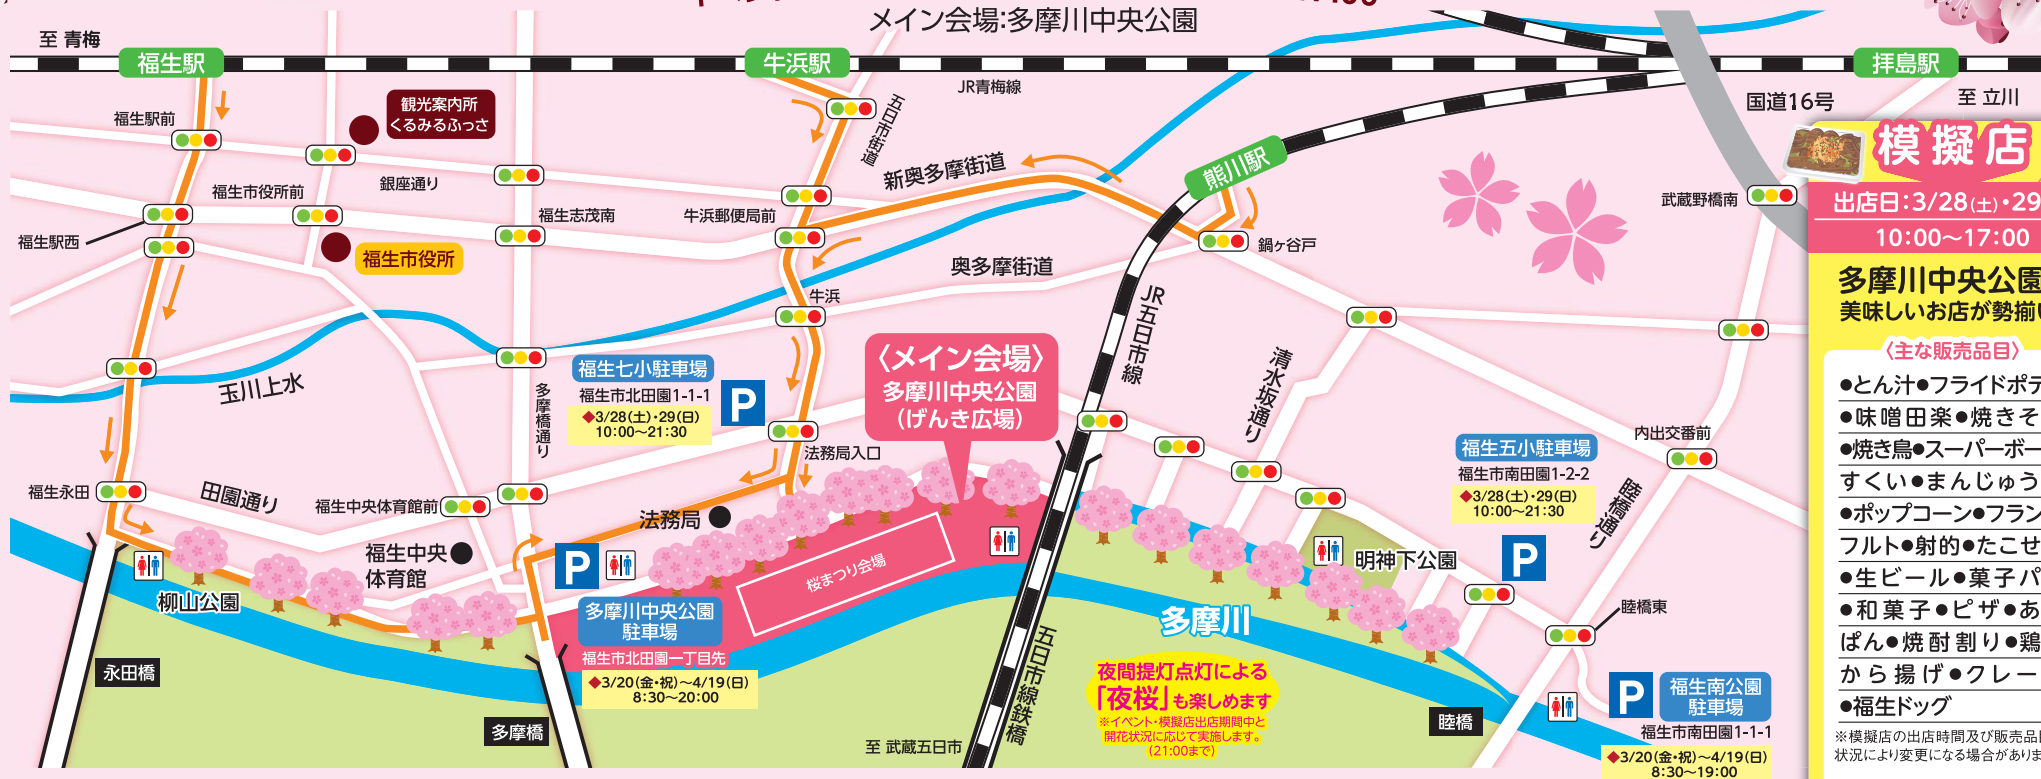 メイン会場:多摩川中央公園
至 青梅
福生駅
牛浜駅
拝島駅
JR青梅線
国道16号
至 立川
福生駅前
観光案内所
くるみるふっさ
五日市街道
新奥多摩街道
熊川駅
銀座通り
福生市役所前
福生駅西
福生市役所
福生志茂南
牛浜郵便局前
鍋ヶ谷戸
武蔵野橋南
奥多摩街道
牛浜
JR五日市線
玉川上水
多摩橋通り
福生七小駐車場
福生市北田園1-1-1
◆3/28(土)・29(日)
10:00〜21:30
P
〈メイン会場〉
多摩川中央公園
(げんき広場)
清水坂通り
法務局入口
福生永田
田園通り
福生中央体育館前
法務局
福生中央
体育館
柳山公園
永田橋
多摩橋
P
多摩川中央公園
駐車場
福生市北田園一丁目先
◆3/20(金・祝)〜4/19(日)
8:30〜20:00
桜まつり会場
五日市線鉄橋
至 武蔵五日市
多摩川
夜間提灯点灯による
「夜桜」も楽しめます
※イベント・模擬店出店期間中と
開花状況に応じて実施します。
(21:00まで)
福生五小駐車場
福生市南田園1-2-2
◆3/28(土)・29(日)
10:00〜21:30
P
内出交番前
睦橋通り
明神下公園
睦橋東
睦橋
P
福生南公園
駐車場
福生市南田園1-1-1
◆3/20(金・祝)〜4/19(日)
8:30〜19:00
模擬店
出店日:3/28(土)・29
10:00〜17:00
多摩川中央公園
美味しいお店が勢揃い
〈主な販売品目〉
●とん汁●フライドポテ
●味噌田楽●焼きそ
●焼き鳥●スーパーボー
すくい●まんじゅう
●ポップコーン●フラン
フルト●射的●たこせ
●生ビール●菓子パ
●和菓子●ピザ●あ
ぱん●焼酎割り●鶏
から揚げ●クレー
●福生ドッグ
※模擬店の出店時間及び販売品目
状況により変更になる場合がありま